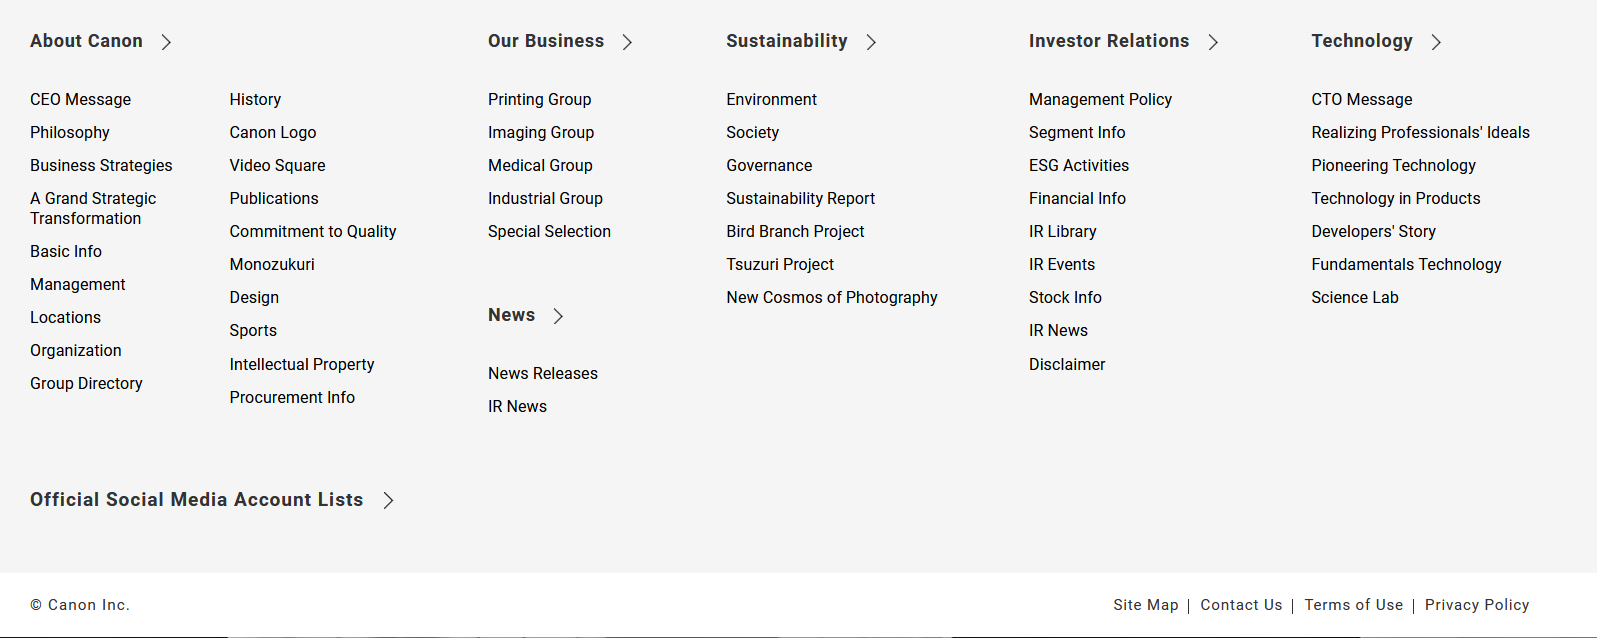 About Canon
CEO Message
Philosophy
Business Strategies
A Grand Strategic
Transformation
Basic Info
Management
Locations
Organization
Group Directory
History
Canon Logo
Video Square
Publications
Commitment to Quality
Monozukuri
Design
Sports
Intellectual Property
Procurement Info
Our Business
Printing Group
Imaging Group
Medical Group
Industrial Group
Special Selection
News
News Releases
IR News
Sustainability
Environment
Society
Governance
Sustainability Report
Bird Branch Project
Tsuzuri Project
New Cosmos of Photography
Investor Relations
Management Policy
Segment Info
ESG Activities
Financial Info
IR Library
IR Events
Stock Info
IR News
Disclaimer
Technology
CTO Message
Realizing Professionals' Ideals
Pioneering Technology
Technology in Products
Developers' Story
Fundamentals Technology
Science Lab
Official Social Media Account Lists
© Canon Inc.
Site Map | Contact Us | Terms of Use | Privacy Policy